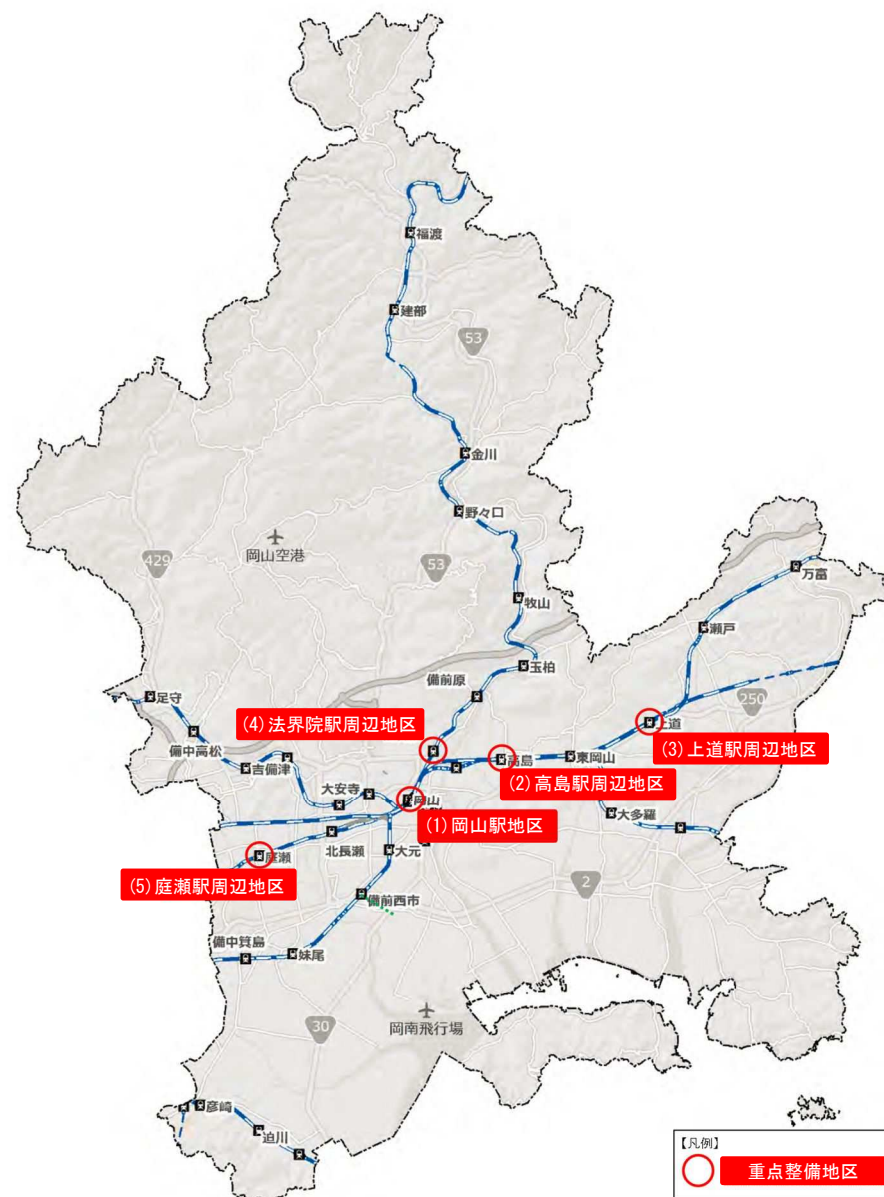 福渡
建部
53
金川
野々口
岡山空港
429
53
牧山
万富
瀬戸
玉柏
備前原
足守
250
上道
(4)法界院駅周辺地区
(3)上道駅周辺地区
備中高松
吉備津
高島
東岡山
(2)高島駅周辺地区
大安寺
岡山
(1)岡山駅地区
大多羅
北長瀬
大元
庭瀬
(5)庭瀬駅周辺地区
2
備前西市
備中箕島
妹尾
30
岡南飛行場
彦崎
迫川
【凡例】
重点整備地区